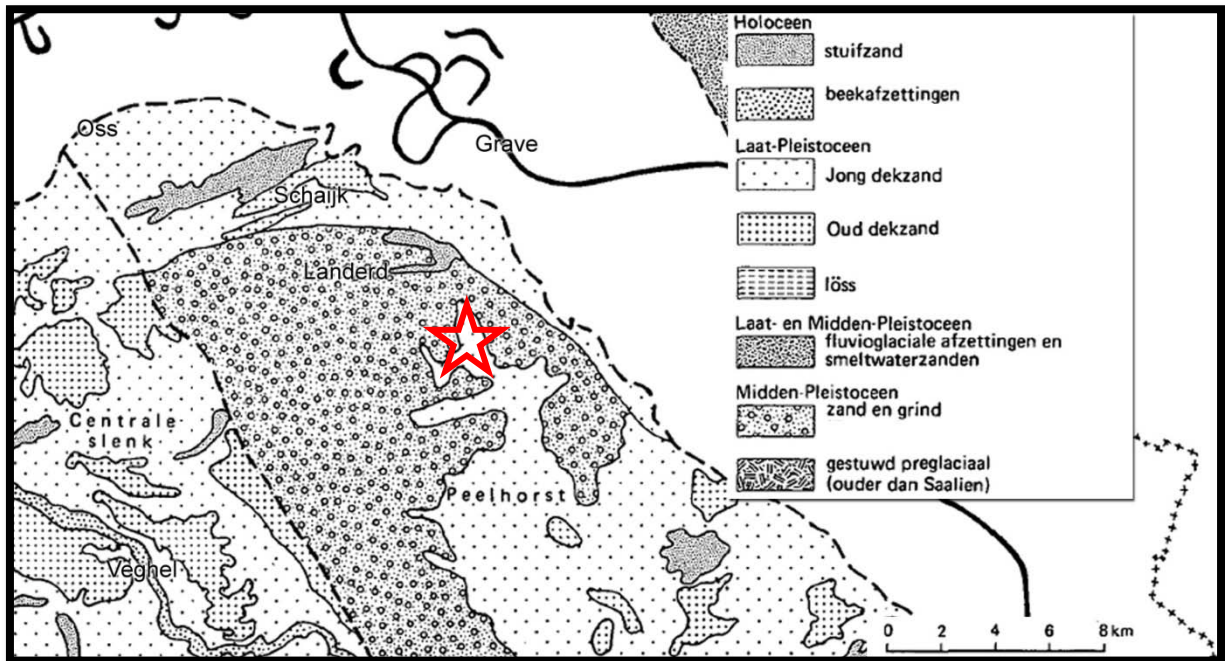 Holoceen
stuifzand
beekafzettingen
Laat-Pleistoceen
Jong dekzand
Oud dekzand
löss
Laat- en Midden-Pleistoceen
fluvioglaciale afzettingen en
smeltwaterzanden
Midden-Pleistoceen
zand en grind
gestuwd preglaciaal
(ouder dan Saalien)
Oss
Grave
Schaijk
Landerd
Centrale
slenk
Peelhorst
Veghel
0 2 4 6 8 km